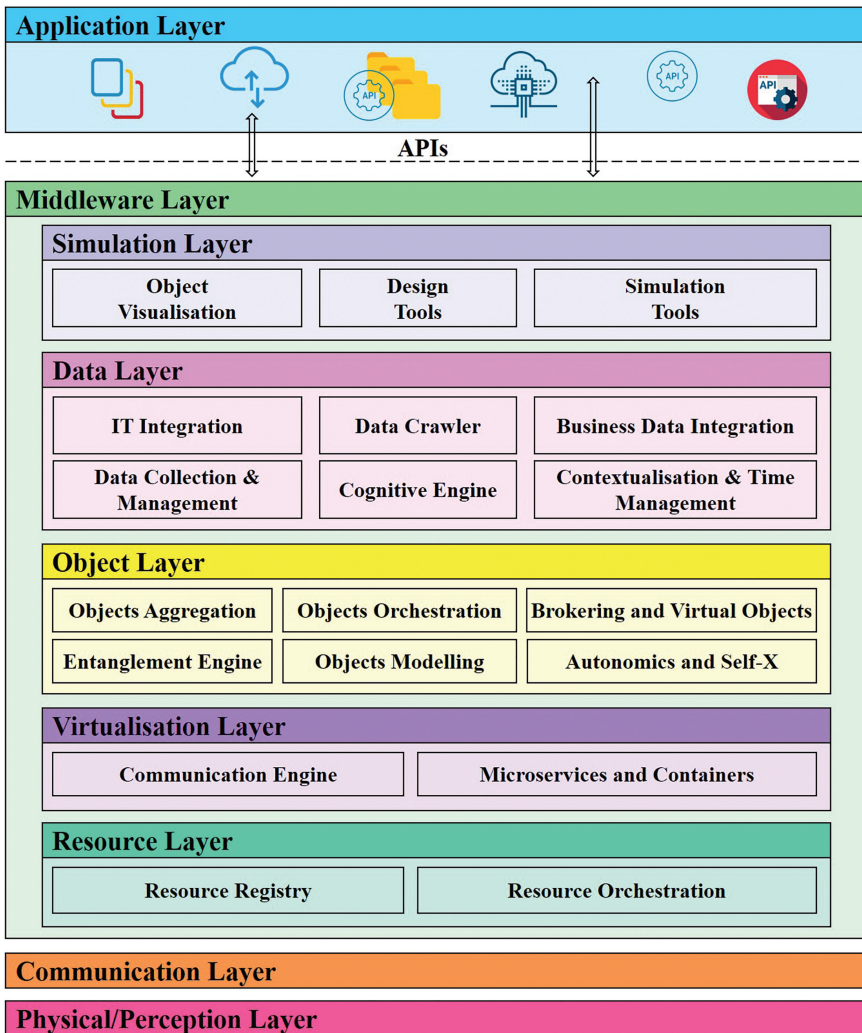 Application Layer
API
API
API
APIs
Middleware Layer
Simulation Layer
Object
Visualisation
Design
Tools
Simulation
Tools
Data Layer
IT Integration
Data Crawler
Business Data Integration
Data Collection &
Management
Cognitive Engine
Contextualisation & Time
Management
Object Layer
Objects Aggregation
Objects Orchestration
Brokering and Virtual Objects
Entanglement Engine
Objects Modelling
Autonomics and Self-X
Virtualisation Layer
Communication Engine
Microservices and Containers
Resource Layer
Resource Registry
Resource Orchestration
Communication Layer
Physical/Perception Layer